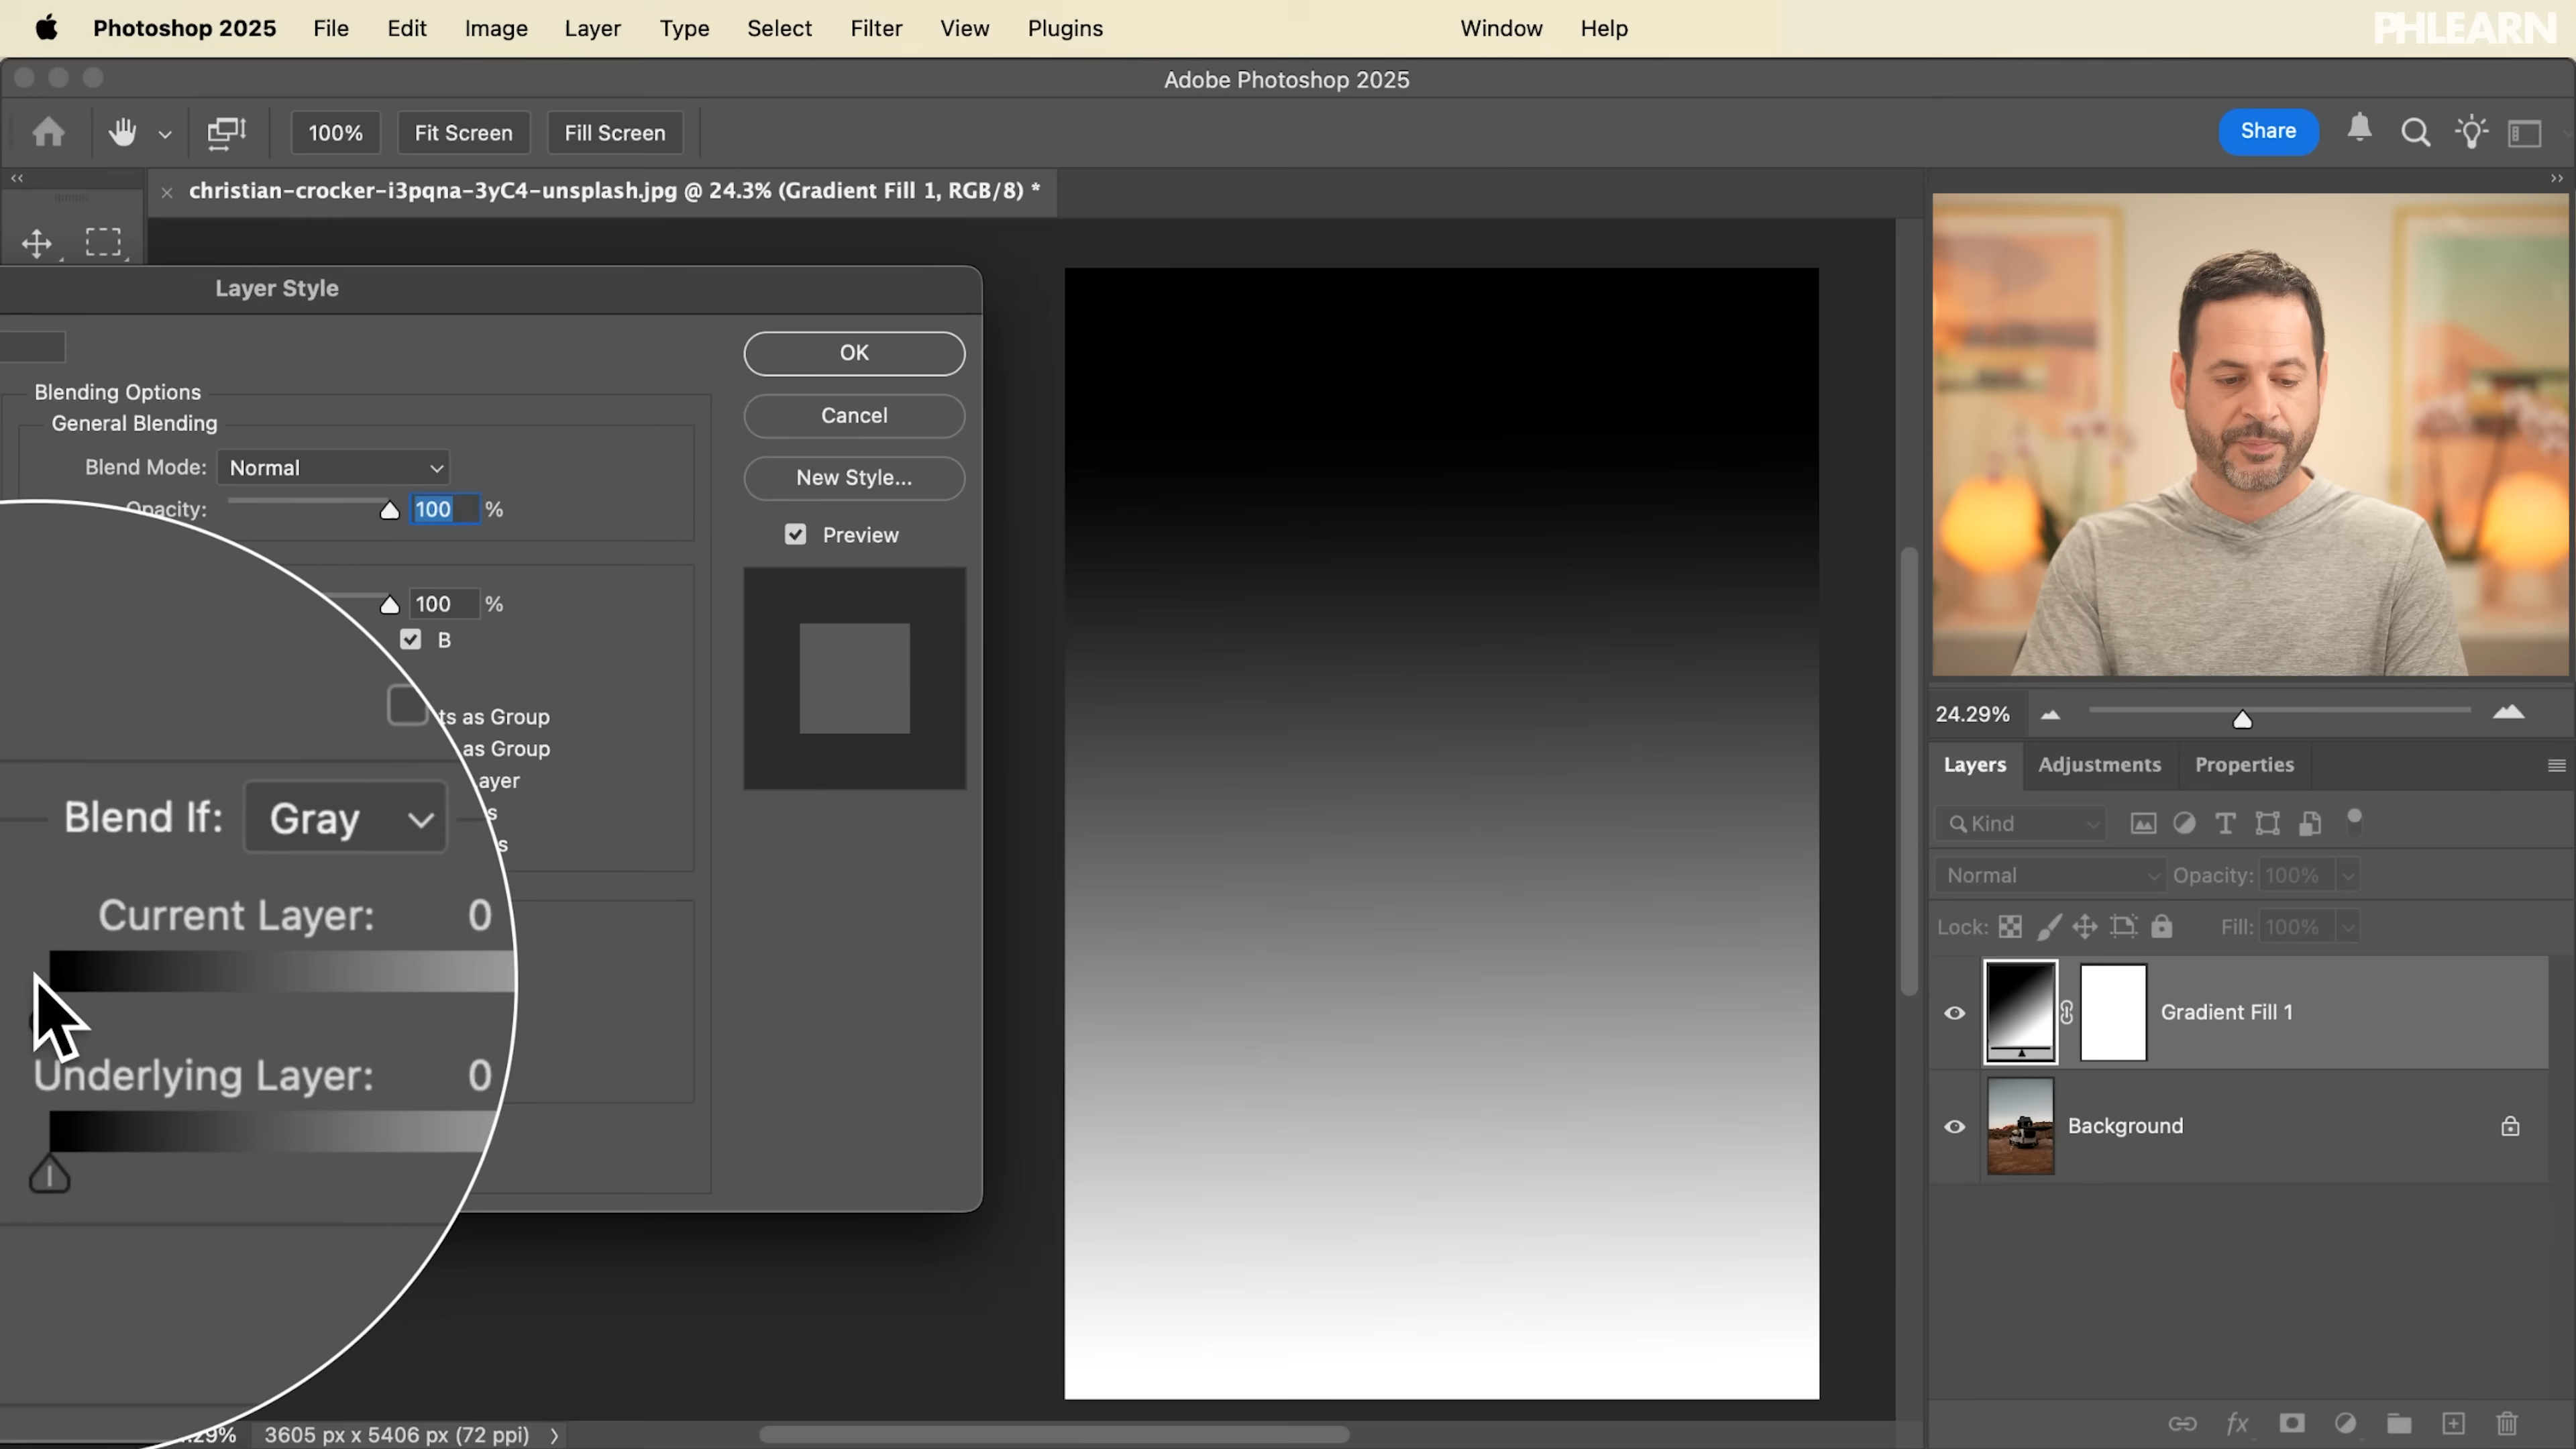 Photoshop 2025 File Edit Image Layer Type Select Filter View Plugins Window Help
PHLEARN
Adobe Photoshop 2025
100% Fit Screen Fill Screen
Share
christian-crocker-i3pqna-3yC4-unsplash.jpg @ 24.3% (Gradient Fill 1, RGB/8) *
Layer Style
OK
Blending Options
Cancel
General Blending
Blend Mode: Normal
New Style...
Opacity: 100 %
Preview
100 %
B
ts as Group
as Group
ayer
s
s
Blend If: Gray
Current Layer: 0
Underlying Layer: 0
24.29%
Layers Adjustments Properties
Kind
Normal Opacity: 100%
Lock: Fill: 100%
Gradient Fill 1
Background
.29% 3605 px x 5406 px (72 ppi)